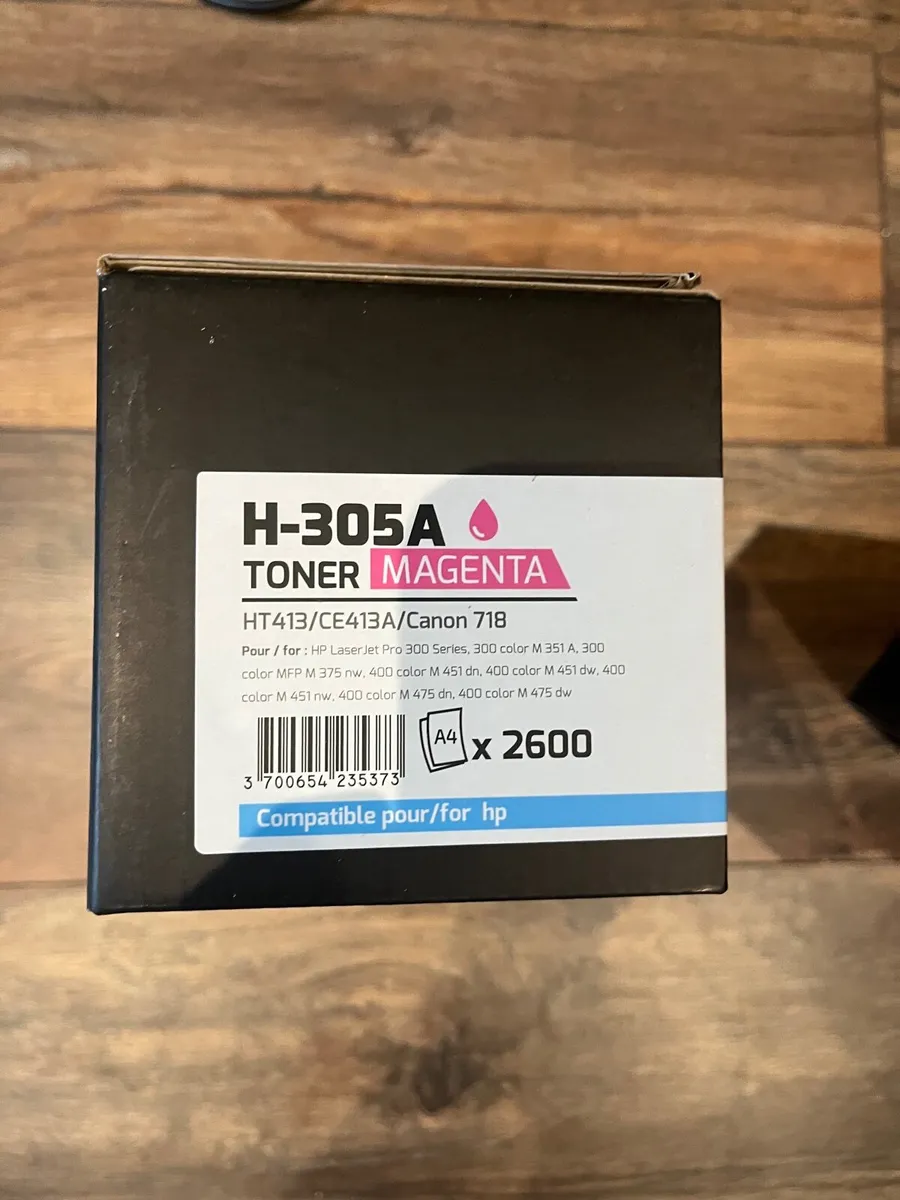 H-305A
TONER MAGENTA
HT413/CE413A/Canon 718
Pour / for : HP LaserJet Pro 300 Series, 300 color M 351 A, 300
color MFP M 375 nw, 400 color M 451 dn, 400 color M 451 dw, 400
color M 451 nw, 400 color M 475 dn, 400 color M 475 dw
A4 x 2600
3 700654 235373
Compatible pour/for hp